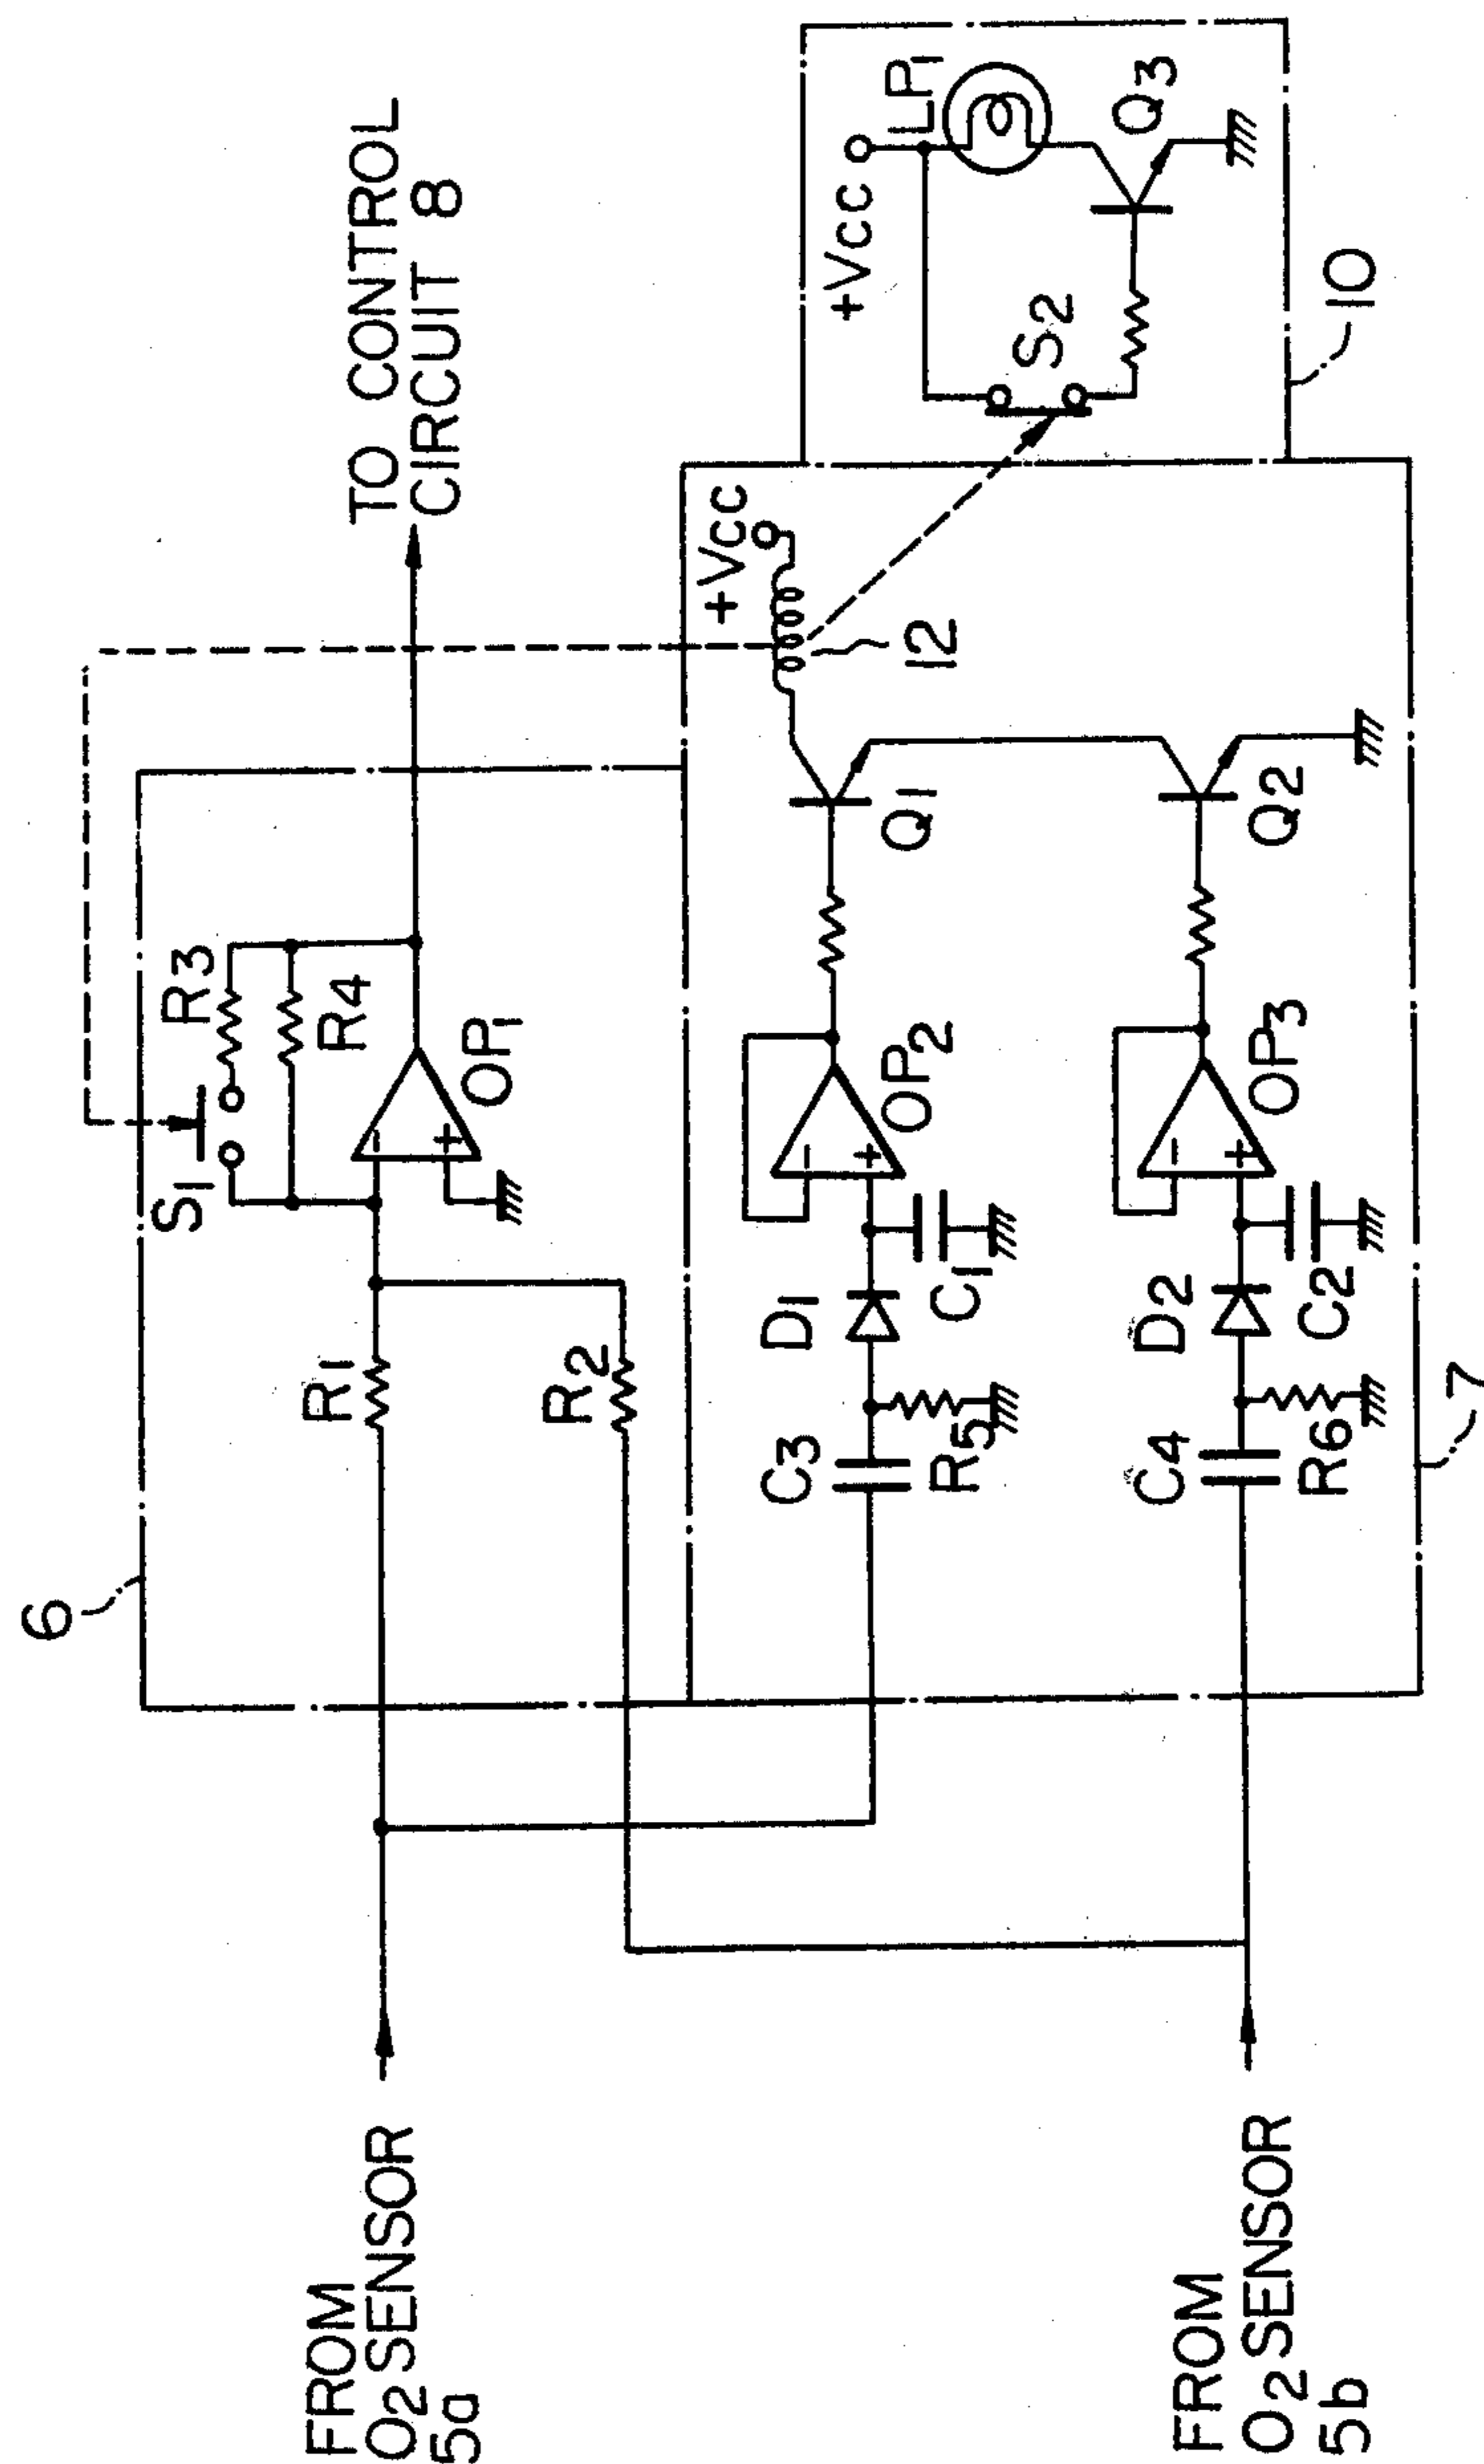 FROM
O2 SENSOR
5a
FROM
O2 SENSOR
5b
6
R1
R2
S1
R3
R4
-
+
OP1
TO CONTROL
CIRCUIT 8
C3
R5
D1
C1
-
+
OP2
Q1
12
+Vcc
C4
R6
D2
C2
-
+
OP3
Q2
7
+Vcc
LP1
S2
Q3
10